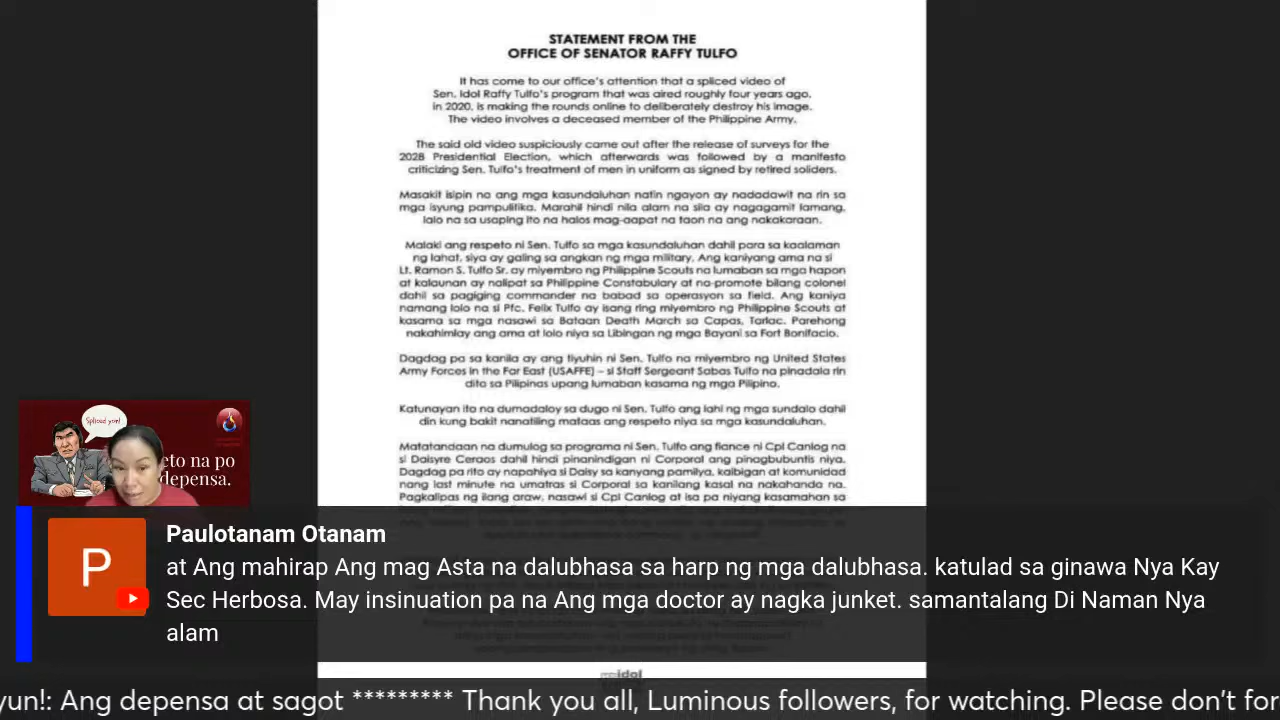 STATEMENT FROM THE
OFFICE OF SENATOR RAFFY TULFO
It has come to our office's attention that a spliced video of
Sen. Idol Raffy Tulfo's program that was aired roughly four years ago,
in 2020, is making the rounds online to deliberately destroy his image.
The video involves a deceased member of the Philippine Army.
The said old video suspiciously came out after the release of surveys for the
2028 Presidential Election, which afterwards was followed by a manifesto
criticizing Sen. Tulfo's treatment of men in uniform as signed by retired soliders.
Masakit isipin na ang mga kasundaluhan natin ngayon ay nadadawit na rin sa
mga isyung pampulitika. Marahil hindi nila alam na sila ay nagagamit lamang,
lalo na sa usaping ito na halos mag-aapat na taon na ang nakakaraan.
Malaki ang respeto ni Sen. Tulfo sa mga kasundaluhan dahil para sa kaalaman
ng lahat, siya ay galing sa angkan ng mga military. Ang kaniyang ama na si
Lt. Ramon S. Tulfo Sr. ay miyembro ng Philippine Scouts na lumaban sa mga hapon
at kalaunan ay nalipat sa Philippine Constabulary at na-promote bilang colonel
dahil sa pagiging commander na babad sa operasyon sa field. Ang kaniya
namang lolo na si Pfc. Felix Tulfo ay isang ring miyembro ng Philippine Scouts at
kasama sa mga nasawi sa Bataan Death March sa Capas, Tarlac. Parehong
nakahimlay ang ama at lolo niya sa Libingan ng mga Bayani sa Fort Bonifacio.
Dagdag pa sa kanila ay ang tiyuhin ni Sen. Tulfo na miyembro ng United States
Army Forces in the Far East (USAFFE) – si Staff Sergeant Sabas Tulfo na pinadala rin
dito sa Pilipinas upang lumaban kasama ng mga Pilipino.
Katunayan ito na dumadaloy sa dugo ni Sen. Tulfo ang lahi ng mga sundalo dahil
din kung bakit nanatiling mataas ang respeto niya sa mga kasundaluhan.
Matatandaan na dumulog sa programa ni Sen. Tulfo ang fiance ni Cpl Canlog na
si Daisyre Ceraos dahil hindi pinanindigan ni Corporal ang pinagbubuntis niya.
Dagdag pa rito ay napahiya si Daisy sa kanyang pamilya, kaibigan at komunidad
nang last minute na umatras si Corporal sa kanilang kasal na nakahanda na.
Pagkalipas ng ilang araw, nasawi si Cpl Canlog at isa pa niyang kasamahan sa
Spliced yun!
eto na po
depensa.
P
Paulotanam Otanam
at Ang mahirap Ang mag Asta na dalubhasa sa harp ng mga dalubhasa. katulad sa ginawa Nya Kay
Sec Herbosa. May insinuation pa na Ang mga doctor ay nagka junket. samantalang Di Naman Nya
alam
idol
yun!: Ang depensa at sagot ********* Thank you all, Luminous followers, for watching. Please don't for